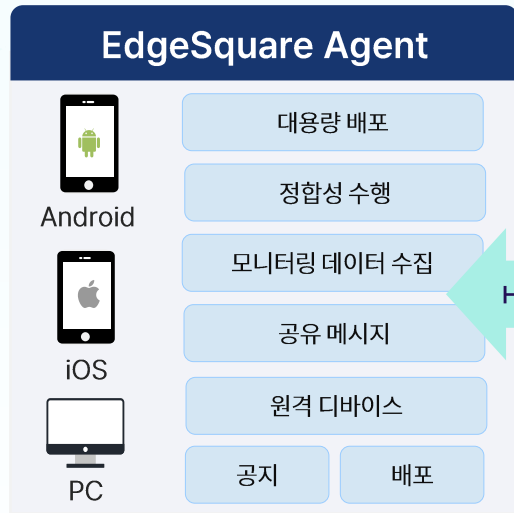 EdgeSquare Agent
대용량 배포
정합성 수행
Android
모니터링 데이터 수집
공유 메시지
iOS
원격 디바이스
공지 배포
PC